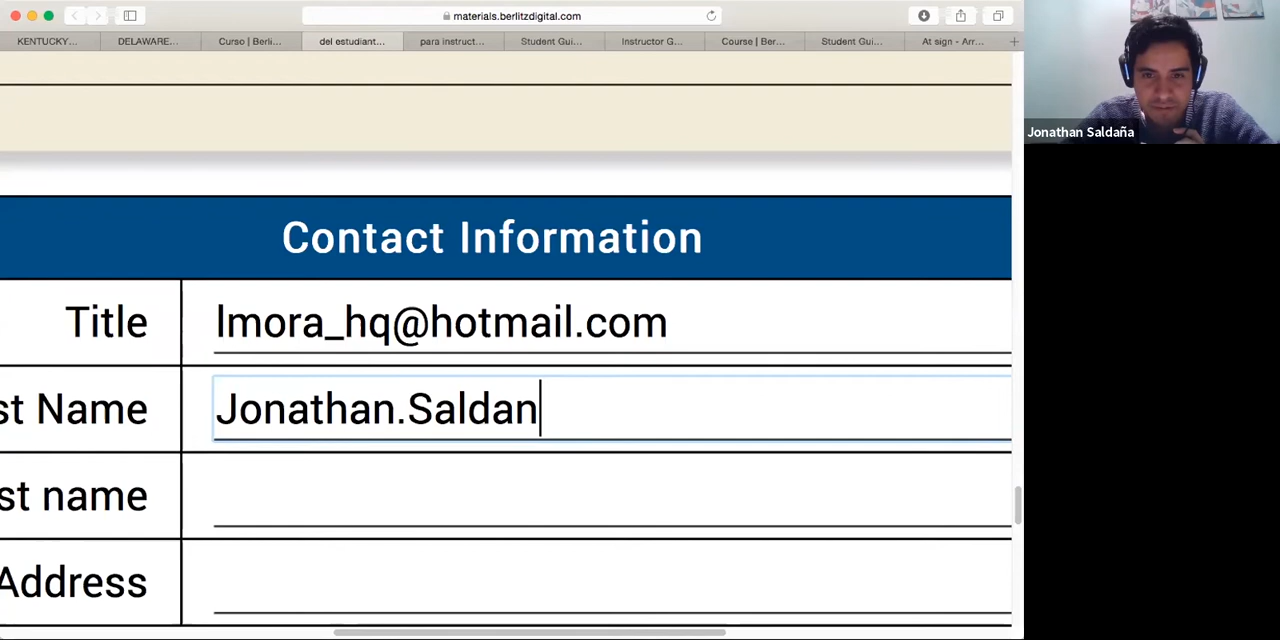 materials.berlitzdigital.com
KENTUCKY...
DELAWARE...
Curso | Berli...
del estudiant...
para instruct...
Student Gui...
Instructor G...
Course | Ber...
Student Gui...
At sign - Arr...
Jonathan Saldaña
Contact Information
Title lmora_hq@hotmail.com
st Name Jonathan.Saldan
st name
Address